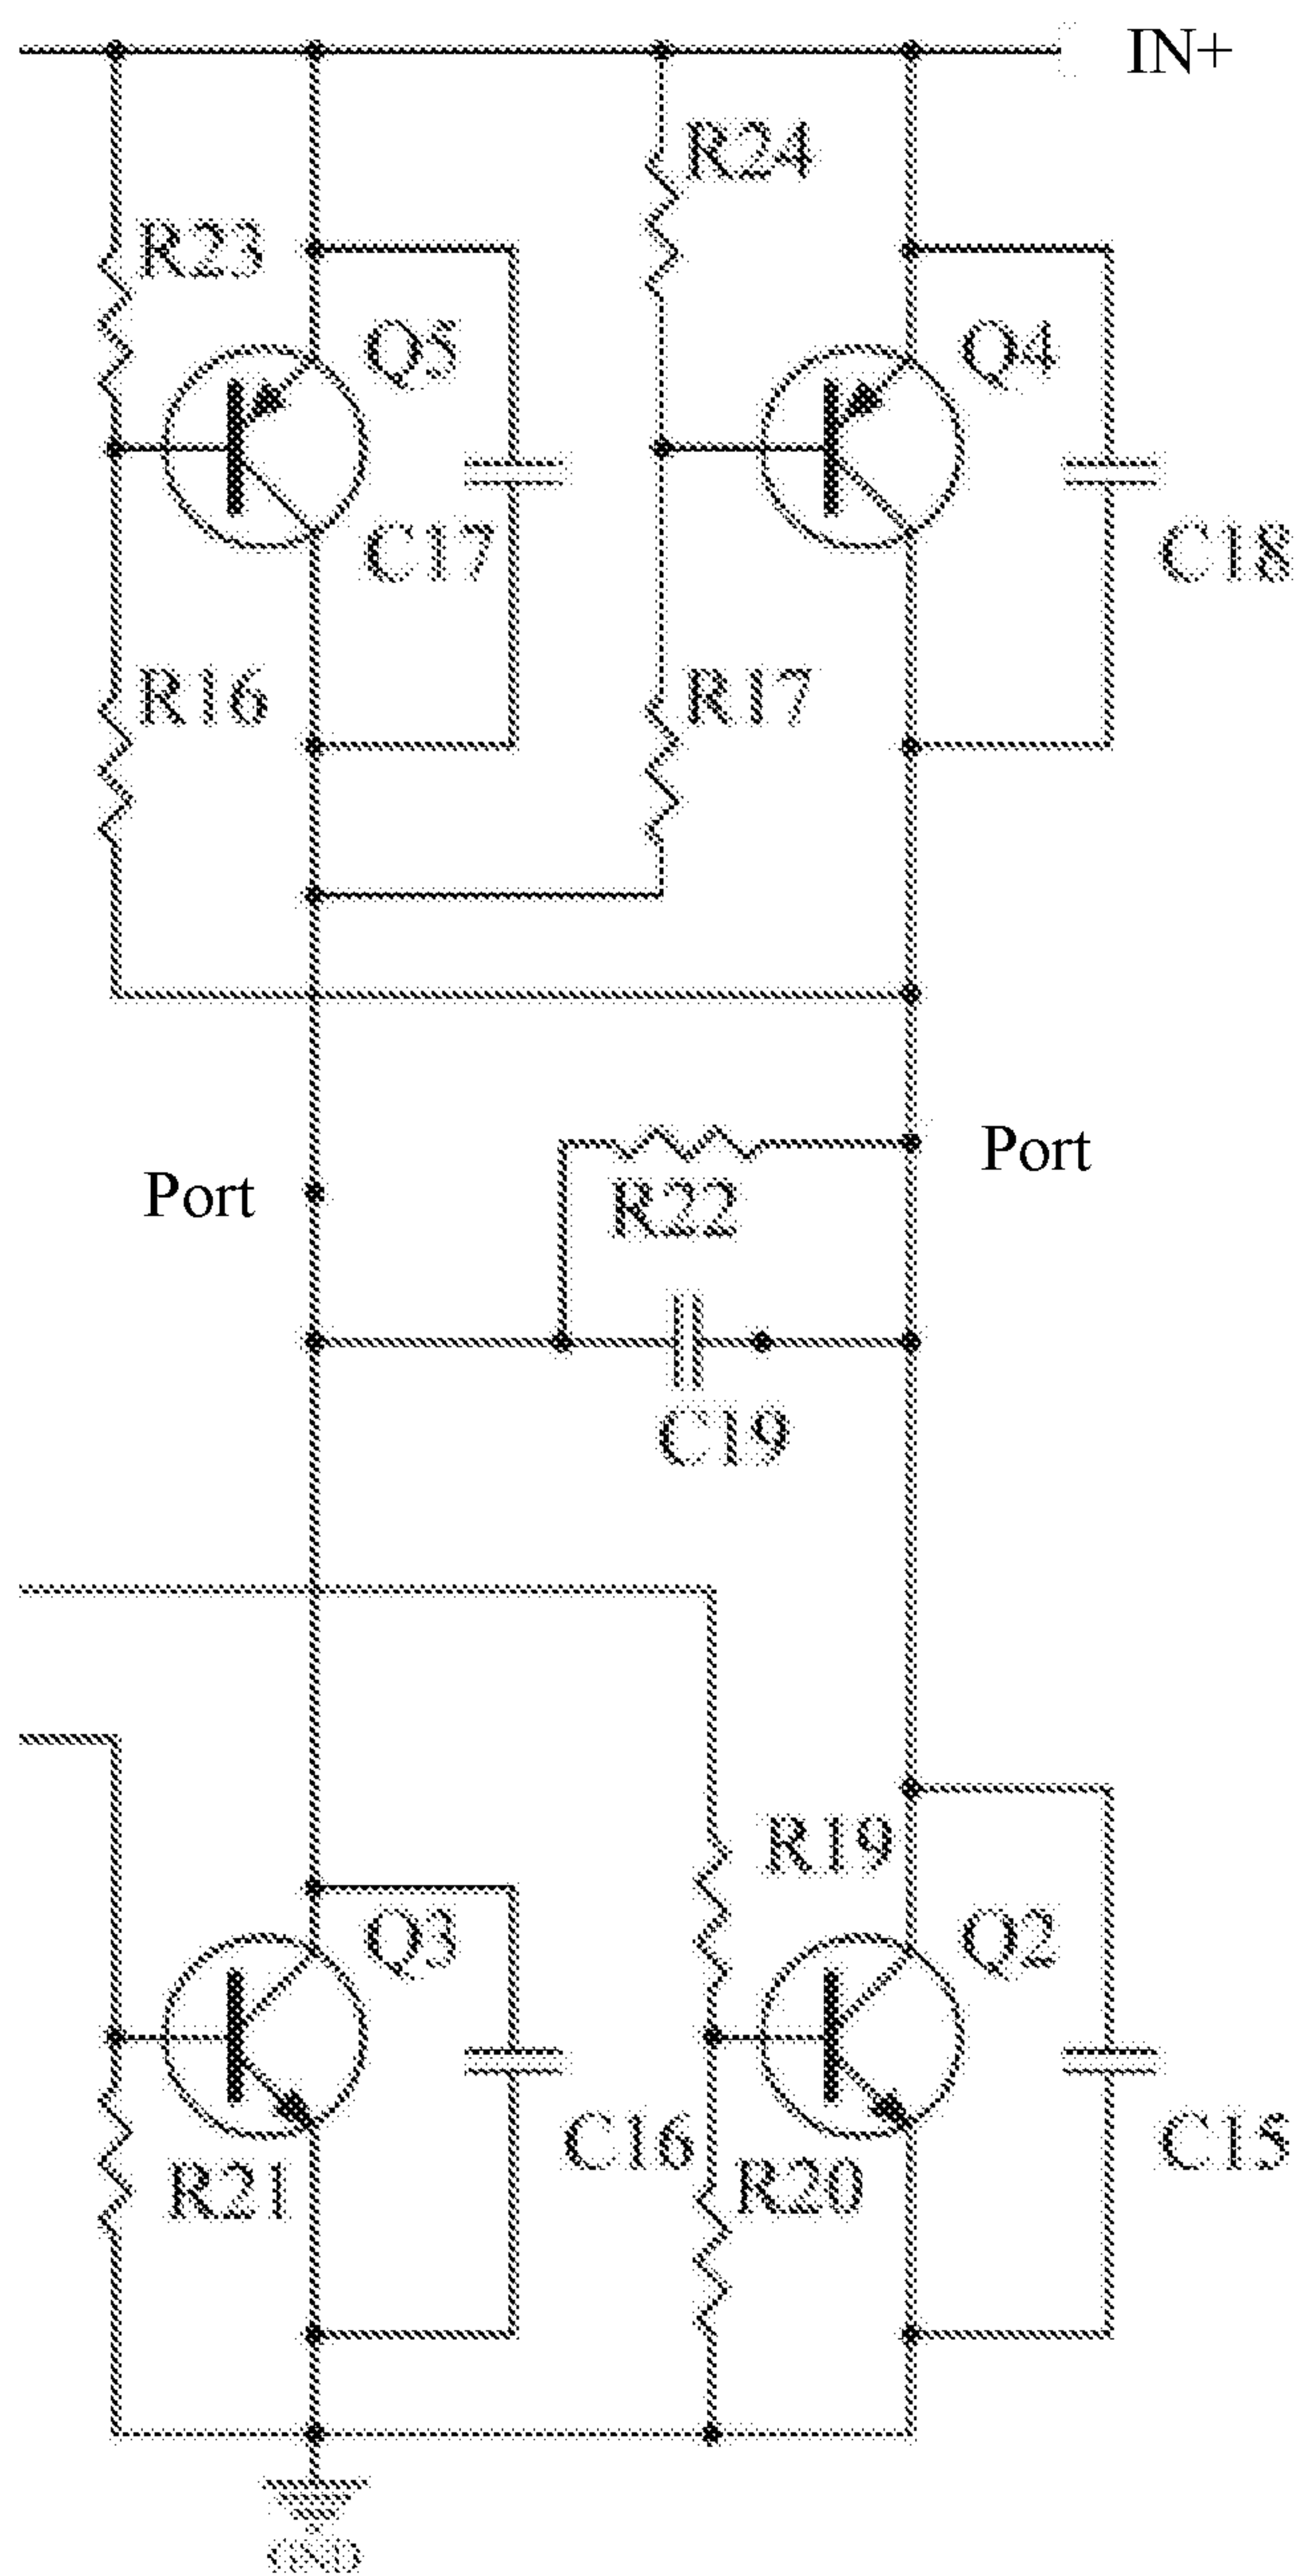 IN+
R24
R23
Q5
Q4
C17
C18
R16
R17
Port
Port
R22
C19
R19
Q3
Q2
C16
C15
R21
R20
GND